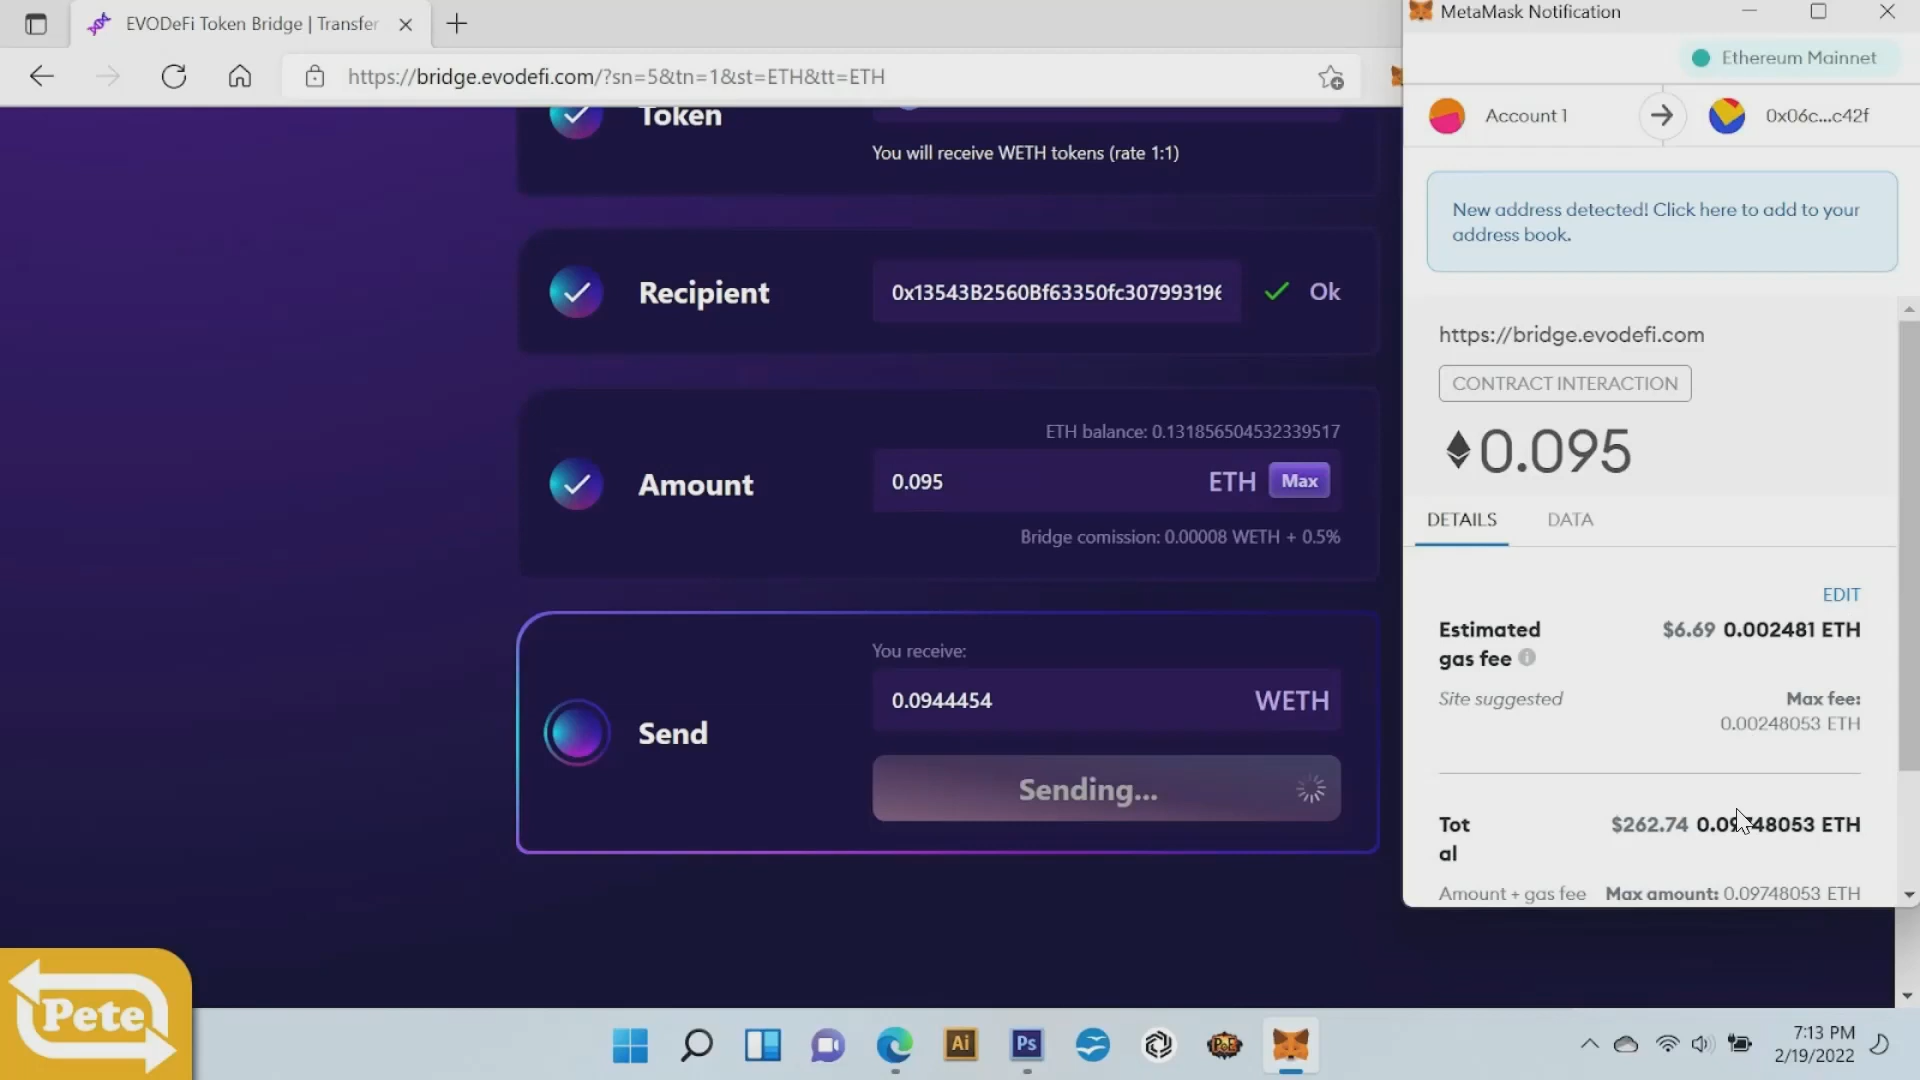 EVODeFi Token Bridge | Transfer
https://bridge.evodefi.com/?sn=5&tn=1&st=ETH&tt=ETH
Token
You will receive WETH tokens (rate 1:1)
Recipient
0x13543B2560Bf63350fc30799319
Ok
ETH balance: 0.131856504532339517
Amount
0.095
ETH
Max
Bridge comission: 0.00008 WETH + 0.5%
You receive:
0.0944454
WETH
Send
Sending...
MetaMask Notification
Ethereum Mainnet
Account 1
0x06c...c42f
New address detected! Click here to add to your
address book.
https://bridge.evodefi.com
CONTRACT INTERACTION
0.095
DETAILS
DATA
EDIT
Estimated
gas fee
$6.69 0.002481 ETH
Site suggested
Max fee:
0.00248053 ETH
Tot
al
$262.74 0.09748053 ETH
Amount + gas fee
Max amount: 0.09748053 ETH
Pete
Ai
Ps
PoE
7:13 PM
2/19/2022